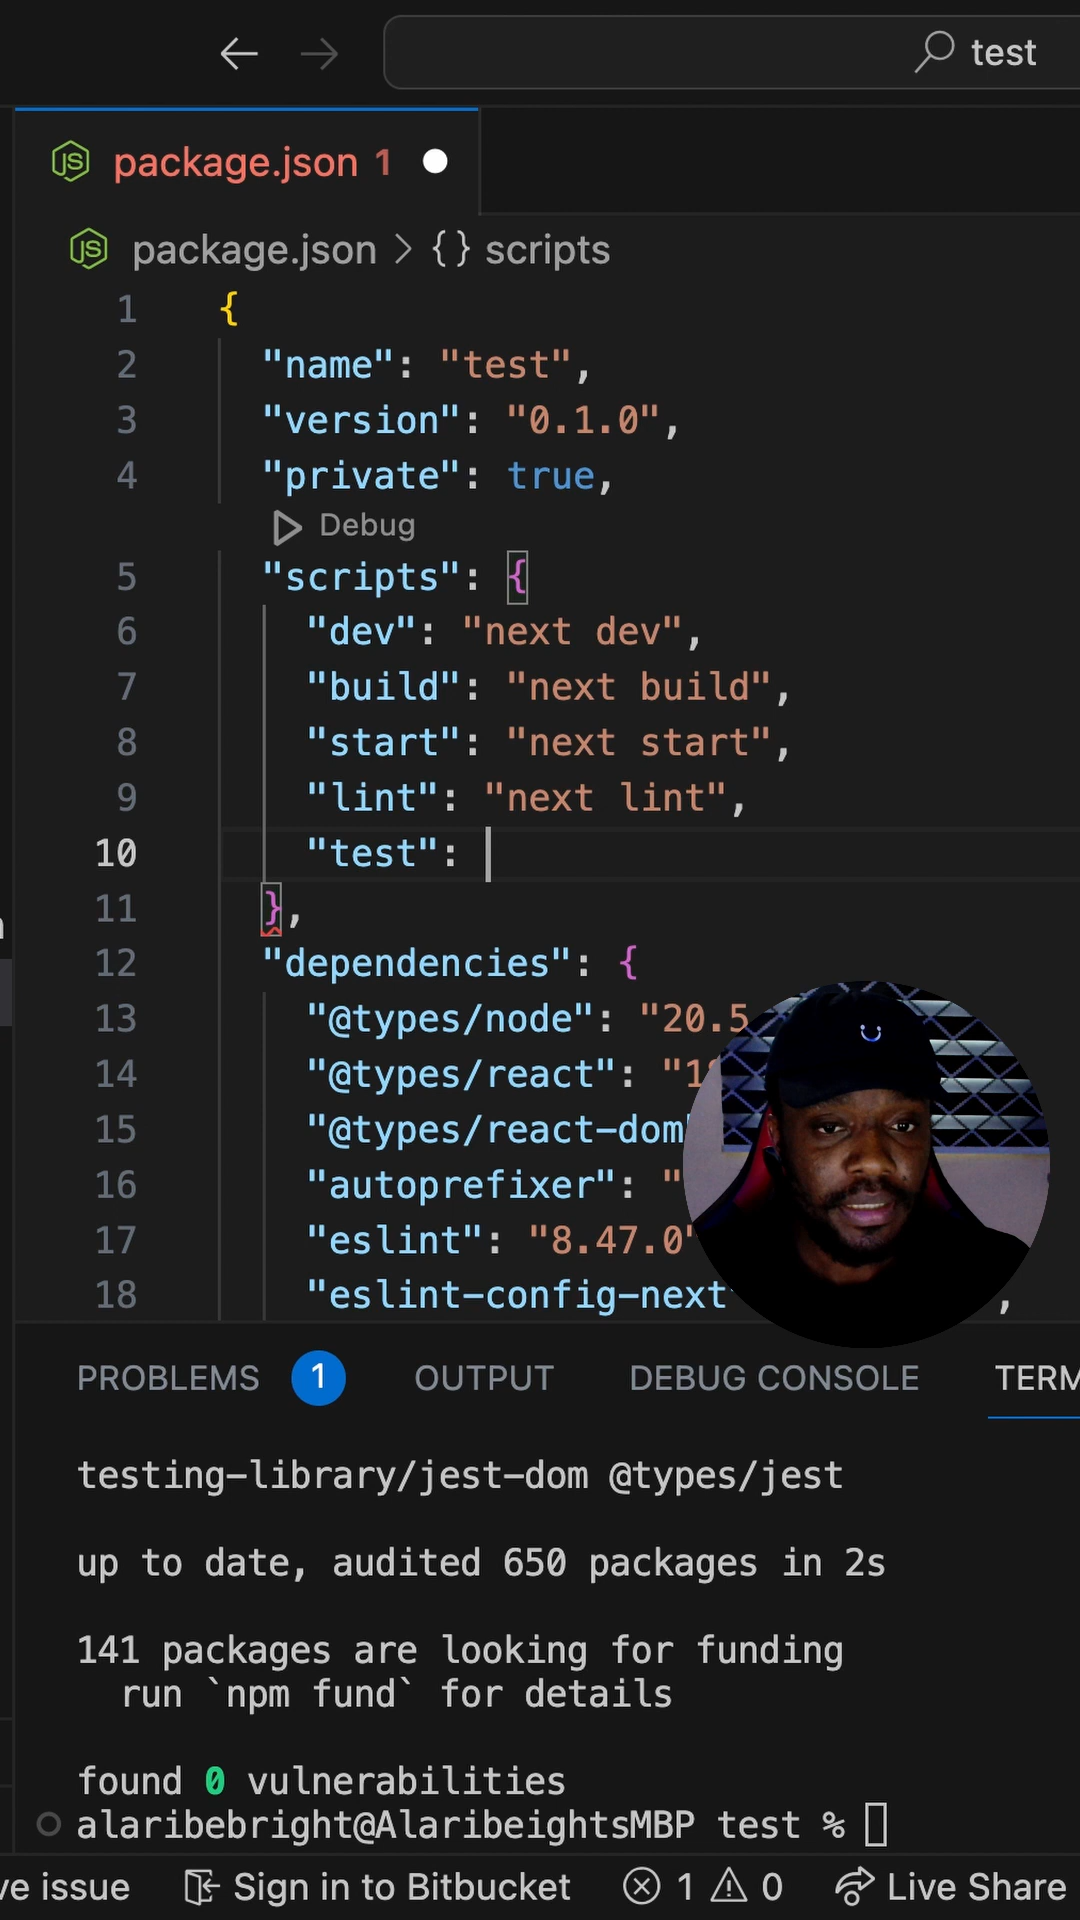 test
package.json 1
package.json > {} scripts
1 {
2 "name": "test",
3 "version": "0.1.0",
4 "private": true,
Debug
5 "scripts": {
6 "dev": "next dev",
7 "build": "next build",
8 "start": "next start",
9 "lint": "next lint",
10 "test":
11 },
12 "dependencies": {
13 "@types/node": "20.5
14 "@types/react": "1
15 "@types/react-dom
16 "autoprefixer": "
17 "eslint": "8.47.0"
18 "eslint-config-next" ,
PROBLEMS 1 OUTPUT DEBUG CONSOLE TERM
testing-library/jest-dom @types/jest
up to date, audited 650 packages in 2s
141 packages are looking for funding
run `npm fund` for details
found 0 vulnerabilities
alaribebright@AlaribeightsMBP test %
ve issue Sign in to Bitbucket 1 0 Live Share